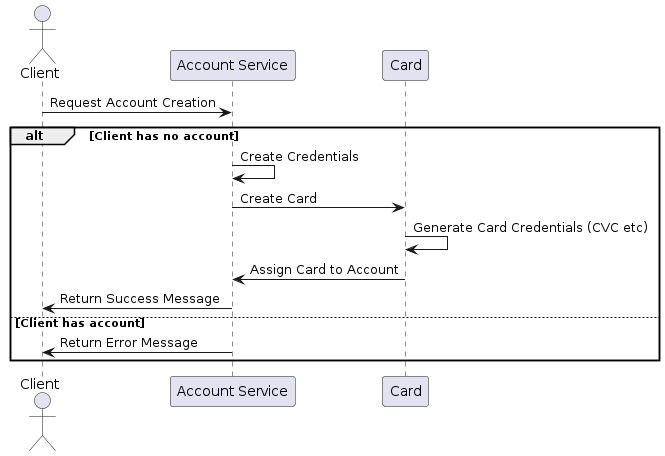 Client
Account Service
Card
Request Account Creation
alt
[Client has no account]
Create Credentials
Create Card
Generate Card Credentials (CVC etc)
Assign Card to Account
Return Success Message
[Client has account]
Return Error Message
Client
Account Service
Card